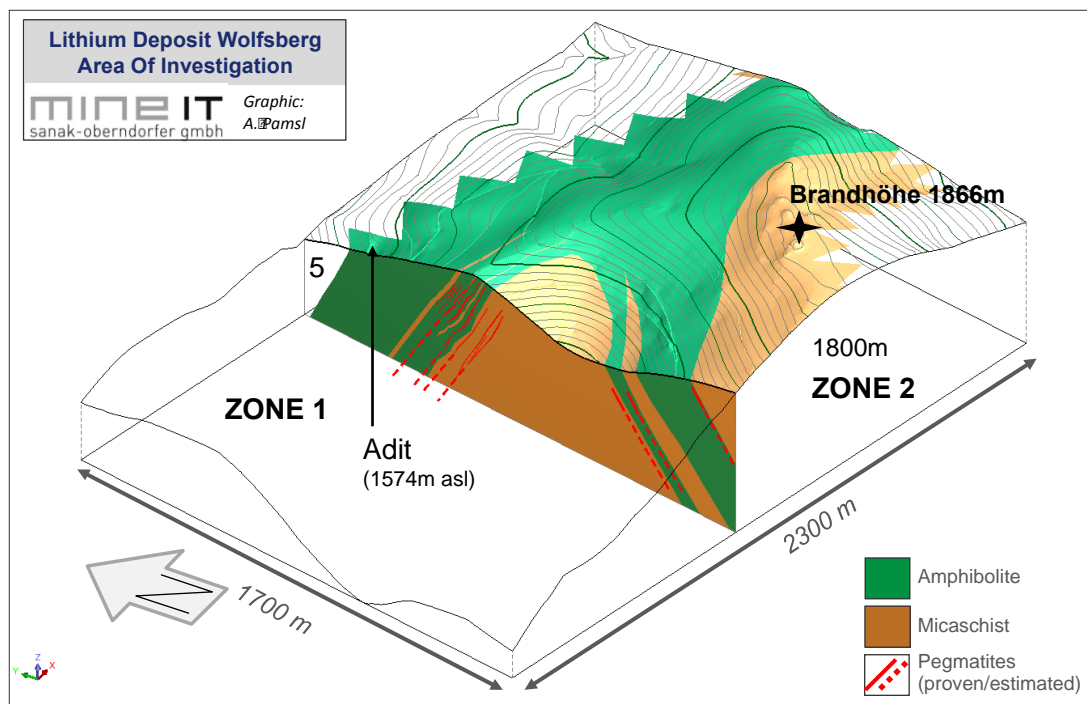 Lithium Deposit Wolfsberg
Area Of Investigation
mine IT
sanak-oberndorfer gmbh
Graphic:
A.Pamsl
Brandhöhe 1866m
5
1800m
ZONE 1
ZONE 2
Adit
(1574m asl)
2300 m
1700 m
N
Amphibolite
Micaschist
Pegmatites
(proven/estimated)
Z
Y
X